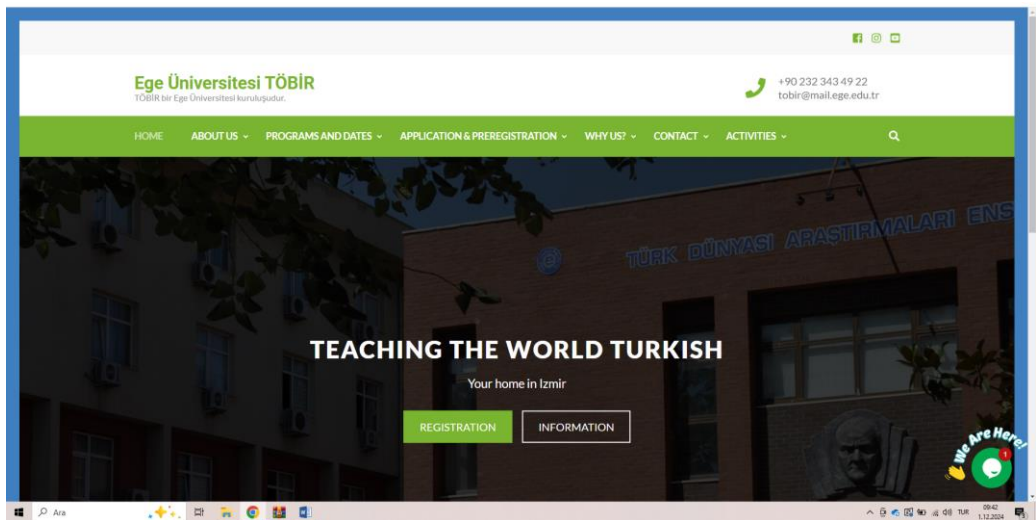 Ege Üniversitesi TÖBİR
TÖBİR bir Ege Üniversitesi kuruluşudur.
+90 232 343 49 22
tobir@mail.ege.edu.tr
HOME ABOUT US PROGRAMS AND DATES APPLICATION & PREREGISTRATION WHY US? CONTACT ACTIVITIES
TÜRK DÜNYASI ARAŞTIRMALARI ENS
TEACHING THE WORLD TURKISH
Your home in Izmir
REGISTRATION INFORMATION
We Are Here!
1
Ara
TUR
09:42
1.12.2024